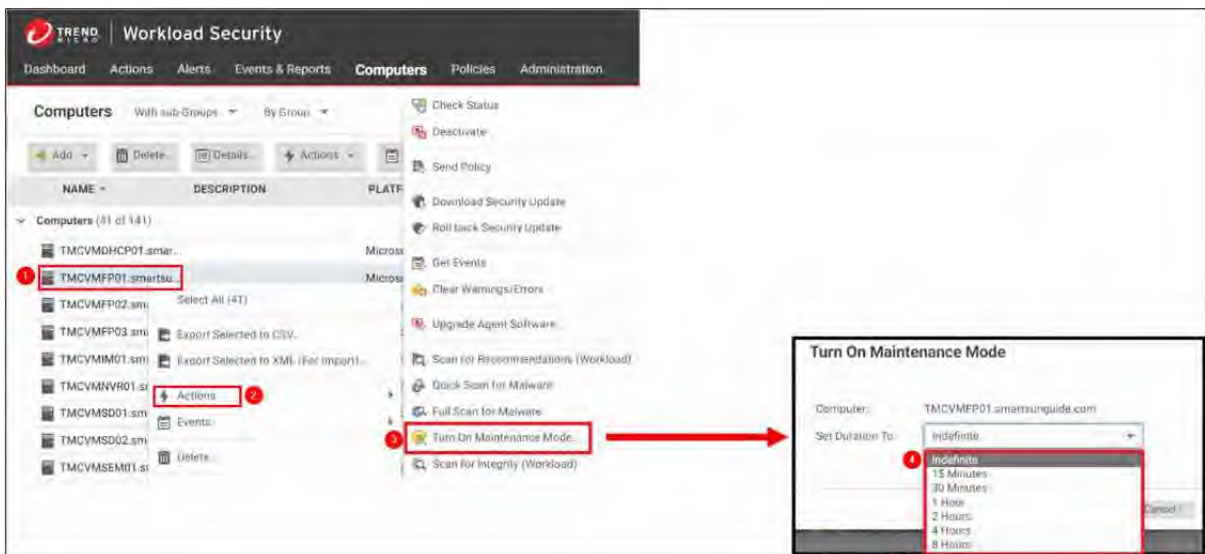 TREND MICRO | Workload Security
Dashboard Actions Alerts Events & Reports Computers Policies Administration
Computers With sub-Groups By Group
Add Delete... Details... Actions
NAME DESCRIPTION PLATF
Computers (41 of 141)
TMCVMDHCP01.smar... Micros
1 TMCVMFP01.smartsu... Micros
TMCVMFP02.sm
TMCVMFP03.sm
TMCVMIM01.sm
TMCVMNVR01.s
TMCVMSD01.sm
TMCVMSD02.sm
TMCVMSEM01.s
Select All (41)
Export Selected to CSV...
Export Selected to XML (For Import)...
Actions 2
Events
Delete...
Check Status
Deactivate
Send Policy
Download Security Update
Roll back Security Update
Get Events
Clear Warnings/Errors
Upgrade Agent Software...
Scan for Recommendations (Workload)
Quick Scan for Malware
Full Scan for Malware
3 Turn On Maintenance Mode...
Scan for Integrity (Workload)
Turn On Maintenance Mode
Computer: TMCVMFP01.smartsunguide.com
Set Duration To: Indefinite
4 Indefinite
15 Minutes
30 Minutes
1 Hour
2 Hours
4 Hours
8 Hours
Cancel